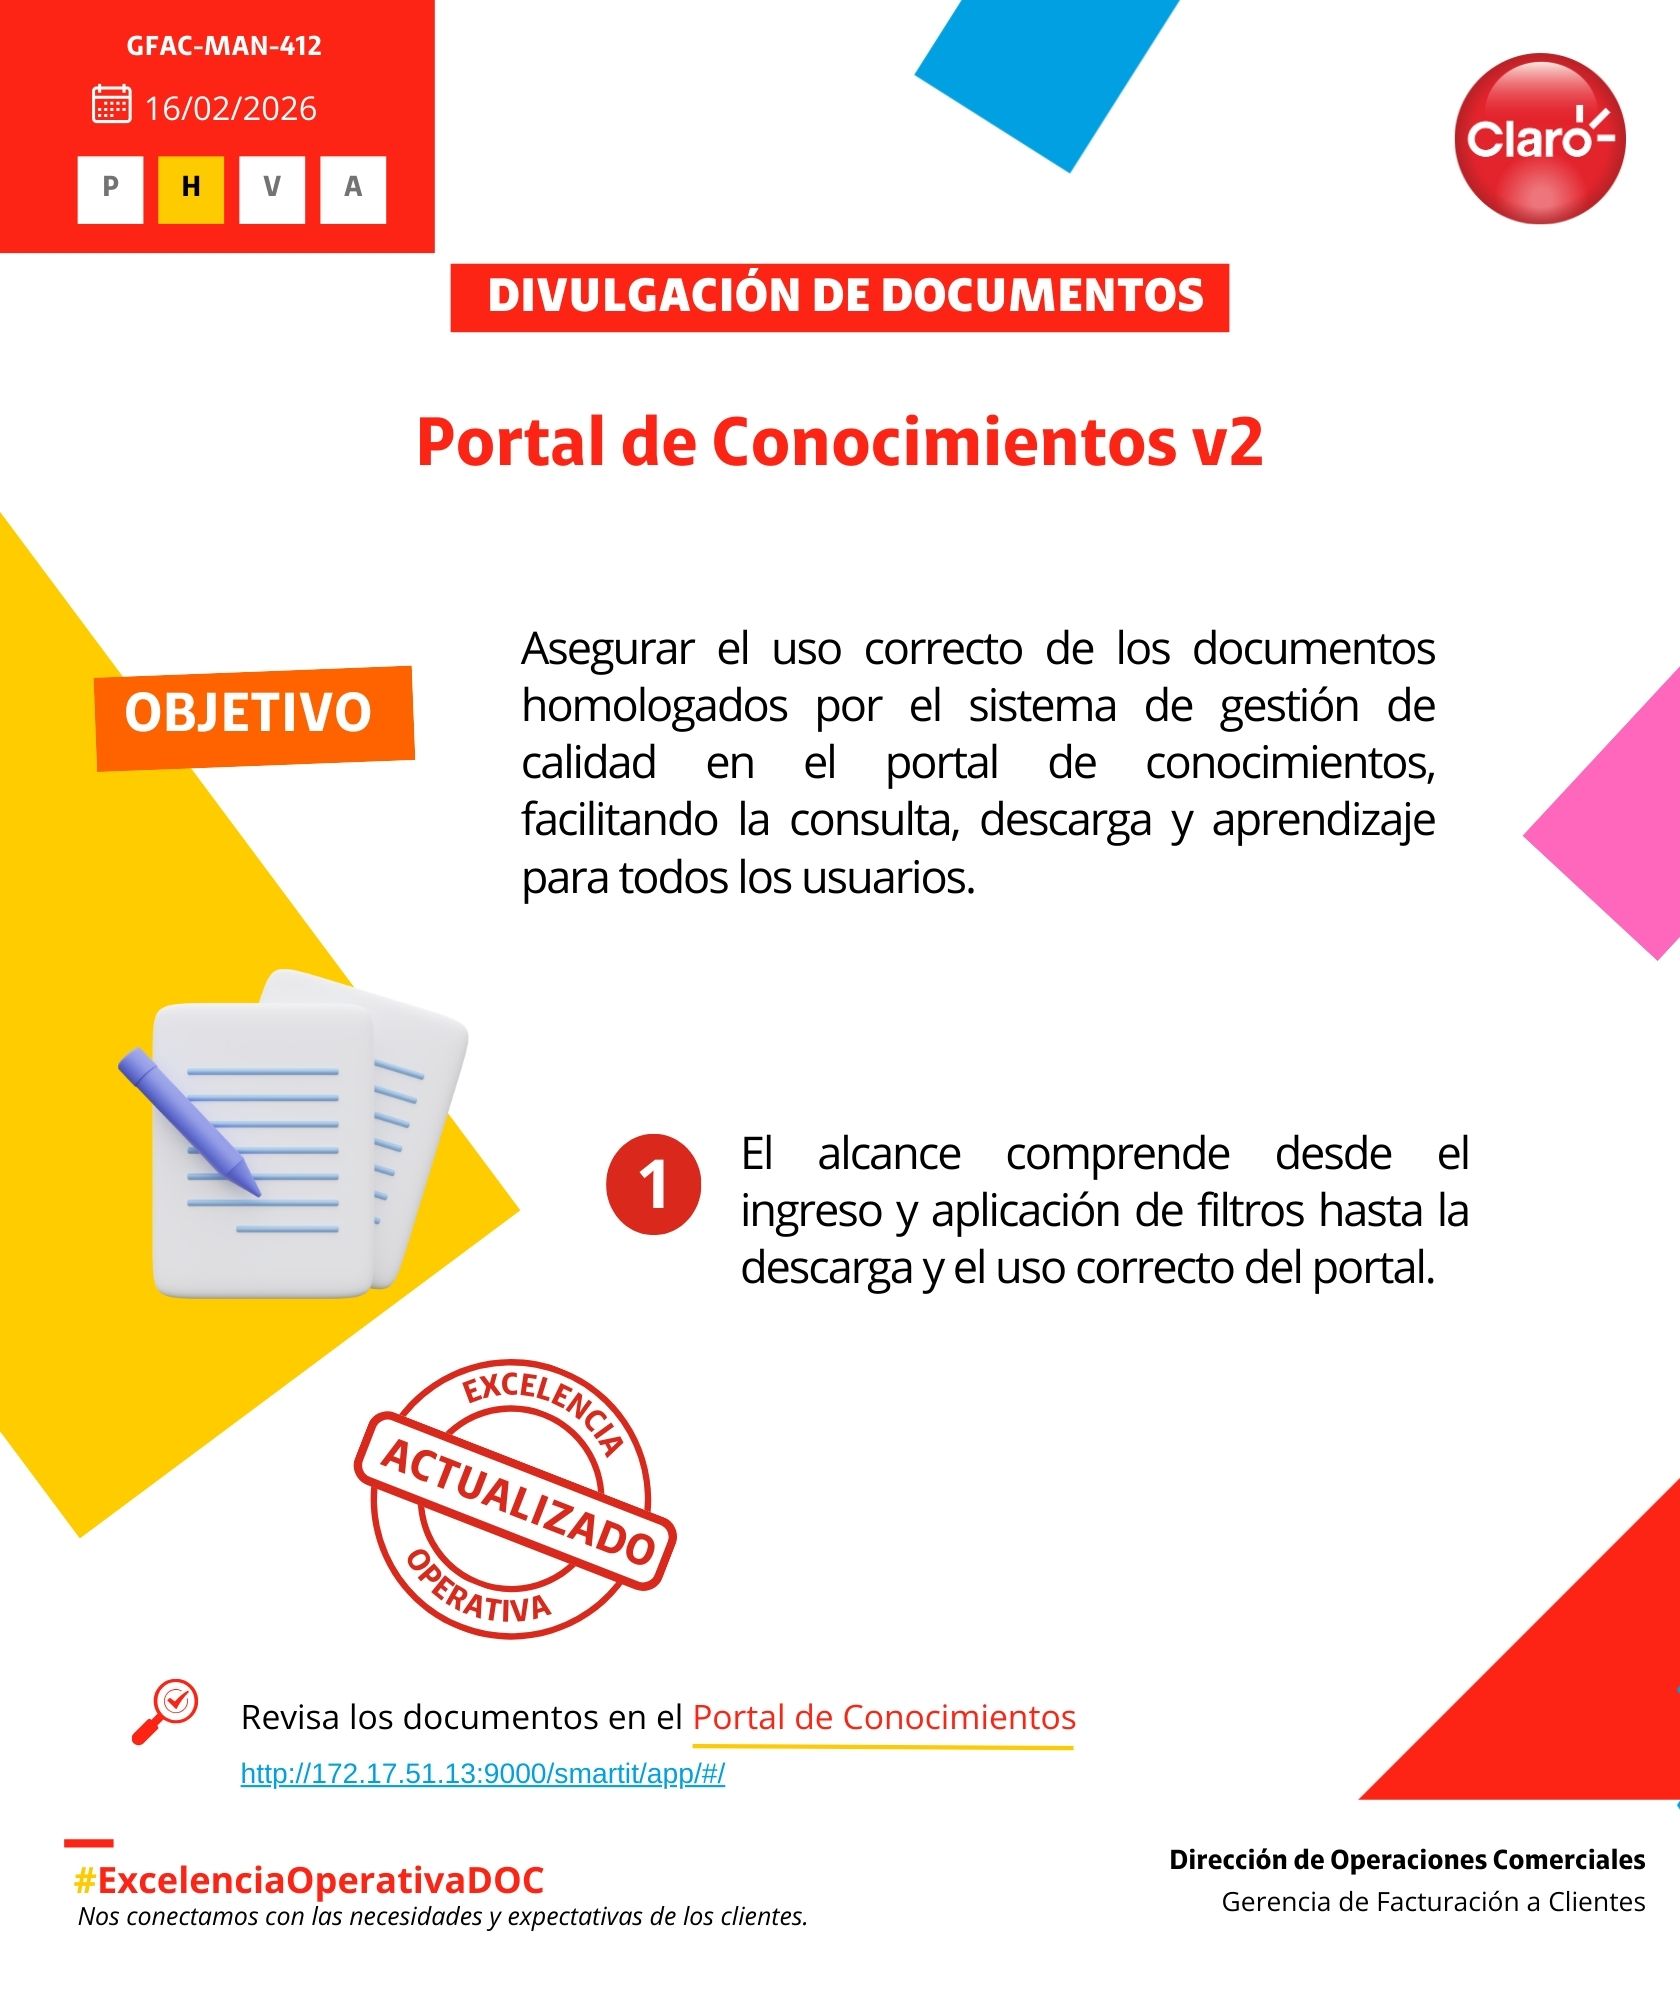 GFAC-MAN-412
16/02/2026
P H V A
Claro
DIVULGACIÓN DE DOCUMENTOS
Portal de Conocimientos v2
OBJETIVO
Asegurar el uso correcto de los documentos
homologados por el sistema de gestión de
calidad en el portal de conocimientos,
facilitando la consulta, descarga y aprendizaje
para todos los usuarios.
1
El alcance comprende desde el
ingreso y aplicación de filtros hasta la
descarga y el uso correcto del portal.
EXCELENCIA
ACTUALIZADO
OPERATIVA
Revisa los documentos en el Portal de Conocimientos
http://172.17.51.13:9000/smartit/app/#/
#ExcelenciaOperativaDOC
Nos conectamos con las necesidades y expectativas de los clientes.
Dirección de Operaciones Comerciales
Gerencia de Facturación a Clientes